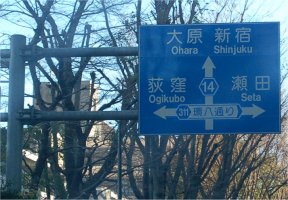 大原 新宿
Ohara Shinjuku
14
荻窪 瀬田
Ogikubo Seta
311 環八通り